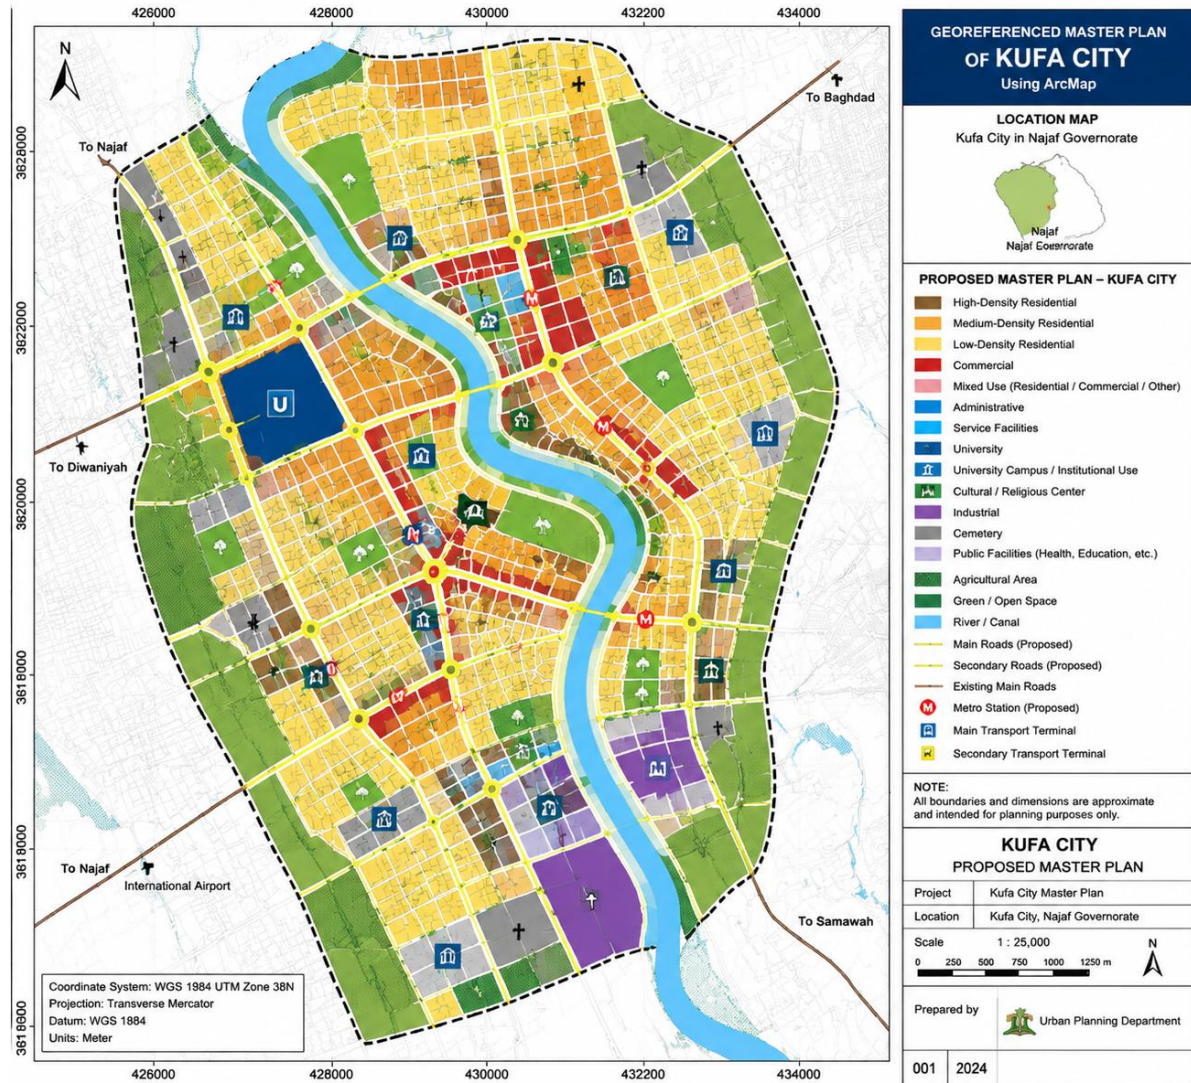 426000
428000
430000
432200
434000
N
To Najaf
To Baghdad
3828000
3822000
3820000
3818000
3818000
3618000
To Diwaniyah
U
M
M
M
To Najaf
International Airport
To Samawah
Coordinate System: WGS 1984 UTM Zone 38N
Projection: Transverse Mercator
Datum: WGS 1884
Units: Meter
426000
428000
430000
432200
434000
GEOREFERENCED MASTER PLAN
OF KUFA CITY
Using ArcMap
LOCATION MAP
Kufa City in Najaf Governorate
Najaf
Najaf Eouernorate
PROPOSED MASTER PLAN – KUFA CITY
High-Density Residential
Medium-Density Residential
Low-Density Residential
Commercial
Mixed Use (Residential / Commercial / Other)
Administrative
Service Facilities
University
University Campus / Institutional Use
Cultural / Religious Center
Industrial
Cemetery
Public Facilities (Health, Education, etc.)
Agricultural Area
Green / Open Space
River / Canal
Main Roads (Proposed)
Secondary Roads (Proposed)
Existing Main Roads
M Metro Station (Proposed)
Main Transport Terminal
Secondary Transport Terminal
NOTE:
All boundaries and dimensions are approximate
and intended for planning purposes only.
KUFA CITY
PROPOSED MASTER PLAN
Project Kufa City Master Plan
Location Kufa City, Najaf Governorate
Scale 1 : 25,000
N
0 250 500 1000 1250 m
Prepared by Urban Planning Department
001 2024